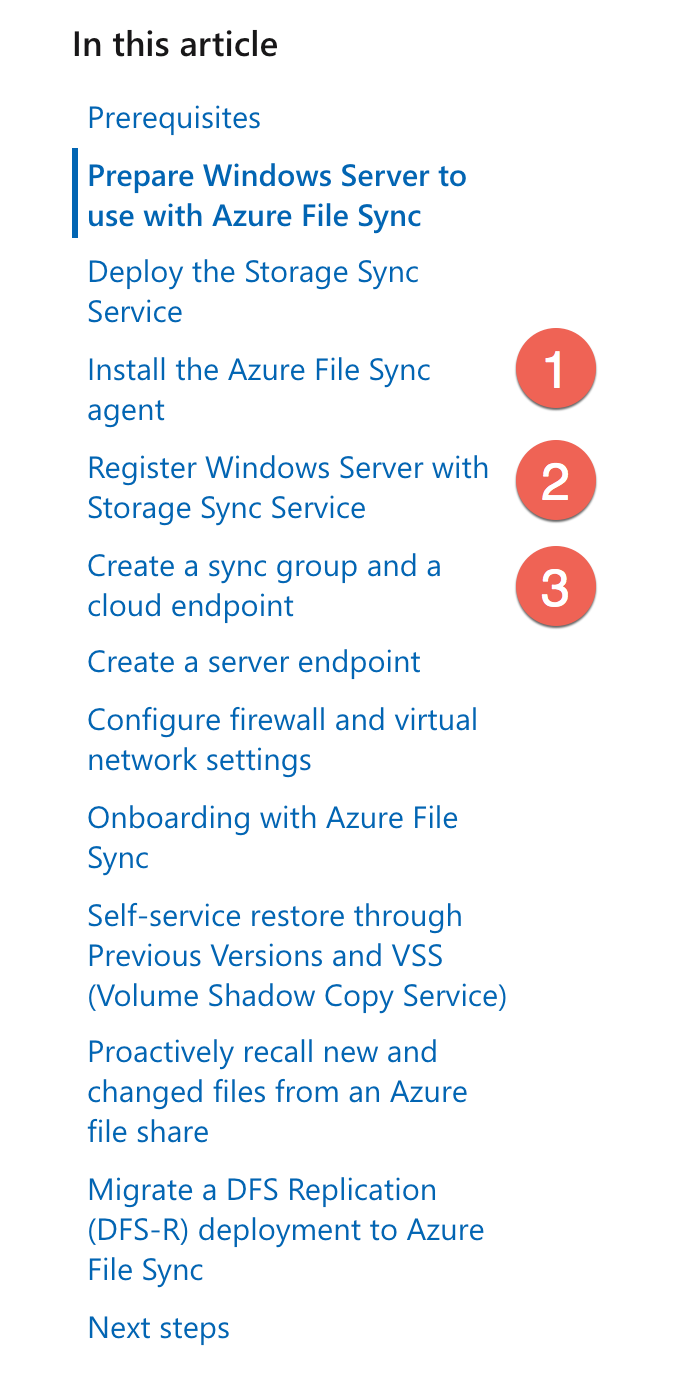 In this article
Prerequisites
Prepare Windows Server to
use with Azure File Sync
Deploy the Storage Sync
Service
Install the Azure File Sync
agent
1
Register Windows Server with
Storage Sync Service
2
Create a sync group and a
cloud endpoint
3
Create a server endpoint
Configure firewall and virtual
network settings
Onboarding with Azure File
Sync
Self-service restore through
Previous Versions and VSS
(Volume Shadow Copy Service)
Proactively recall new and
changed files from an Azure
file share
Migrate a DFS Replication
(DFS-R) deployment to Azure
File Sync
Next steps